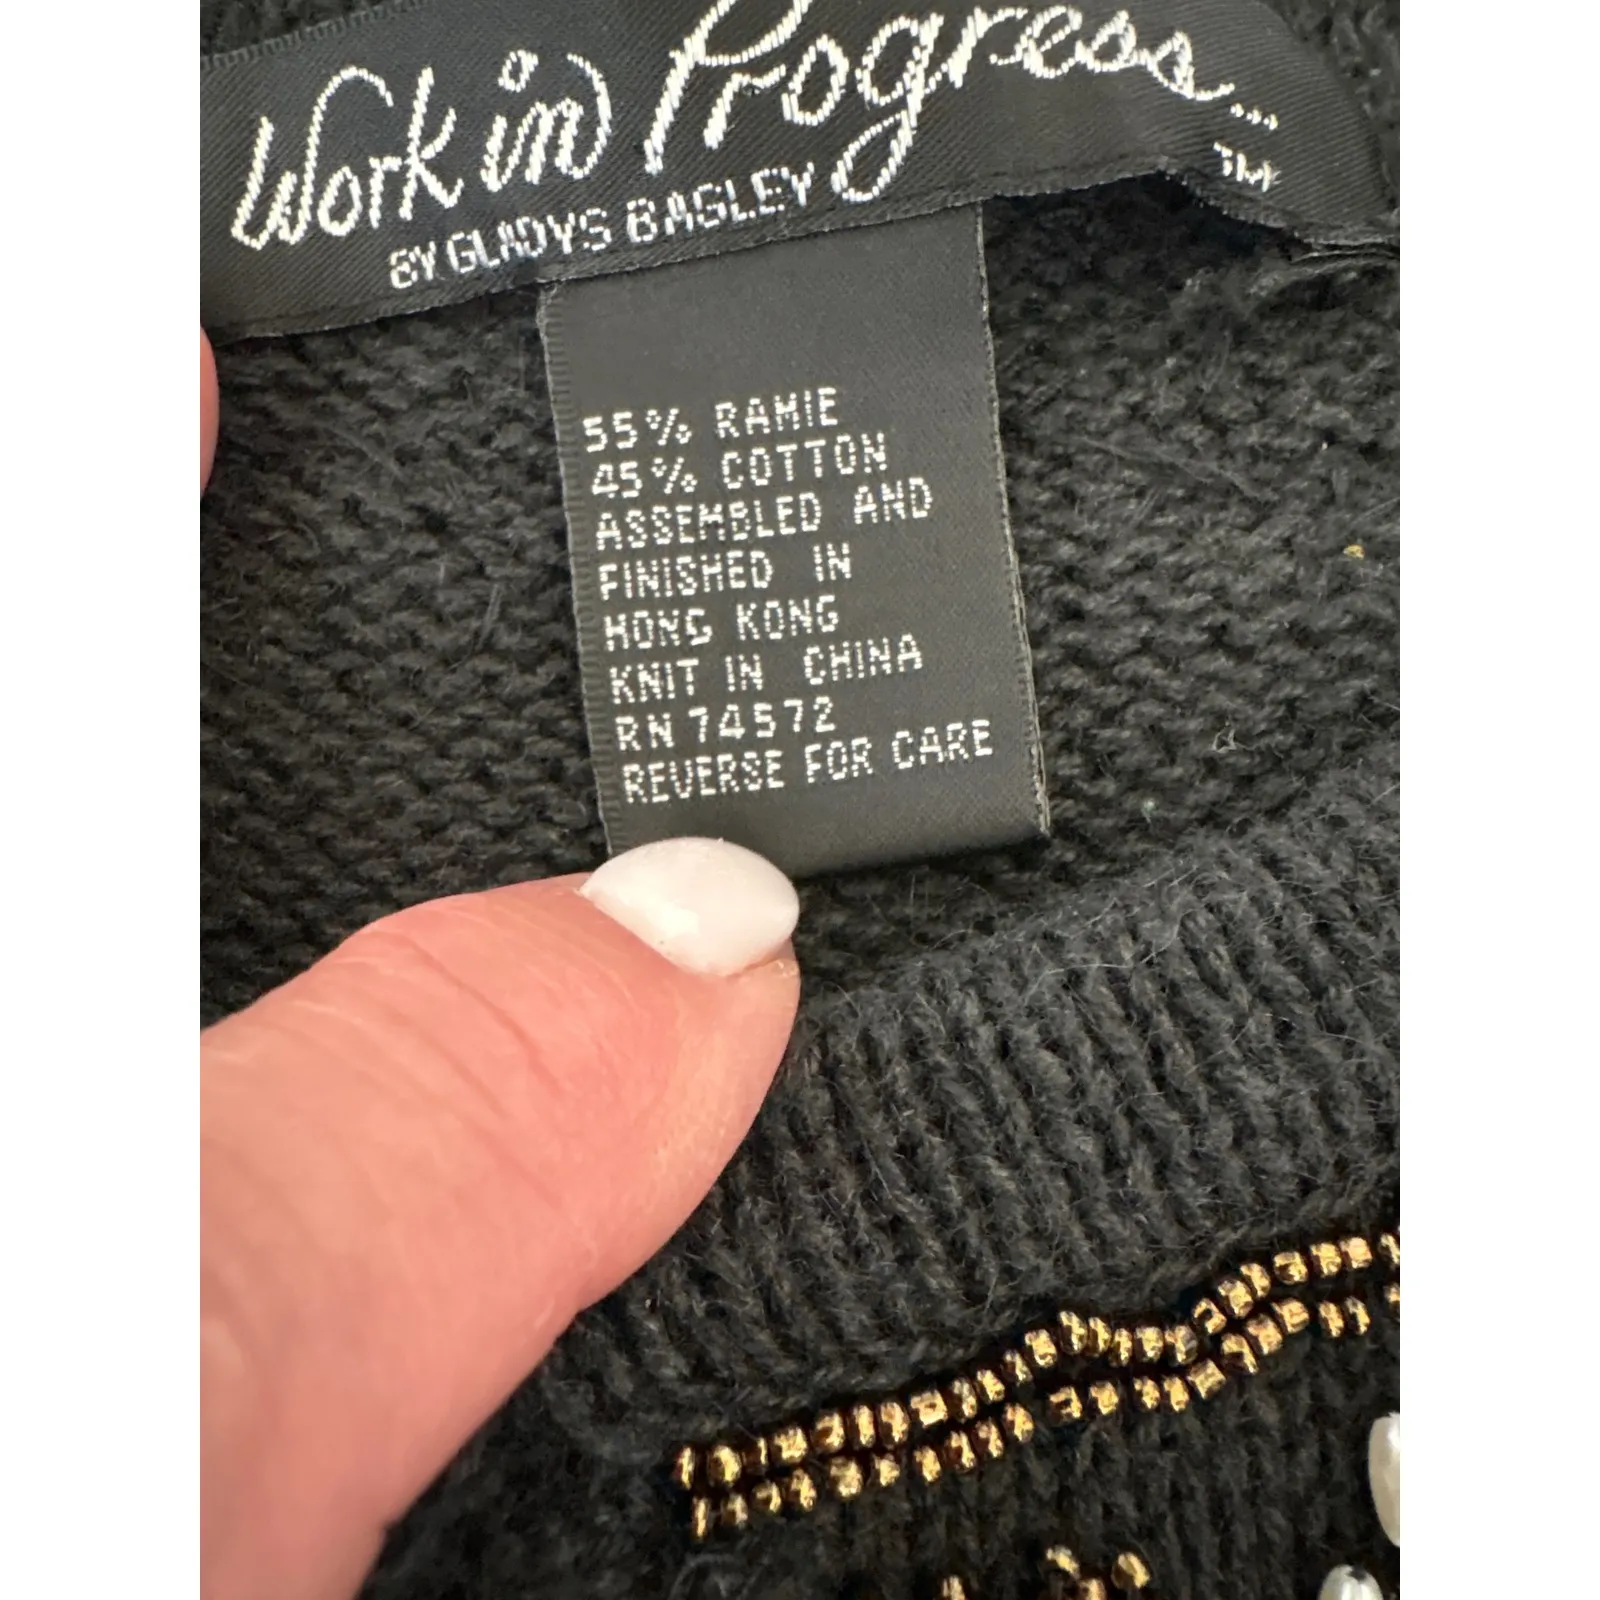 Work in Progress...
TM
BY GLADYS BAGLEY
55% RAMIE
45% COTTON
ASSEMBLED AND
FINISHED IN
HONG KONG
KNIT IN CHINA
RN 74572
REVERSE FOR CARE